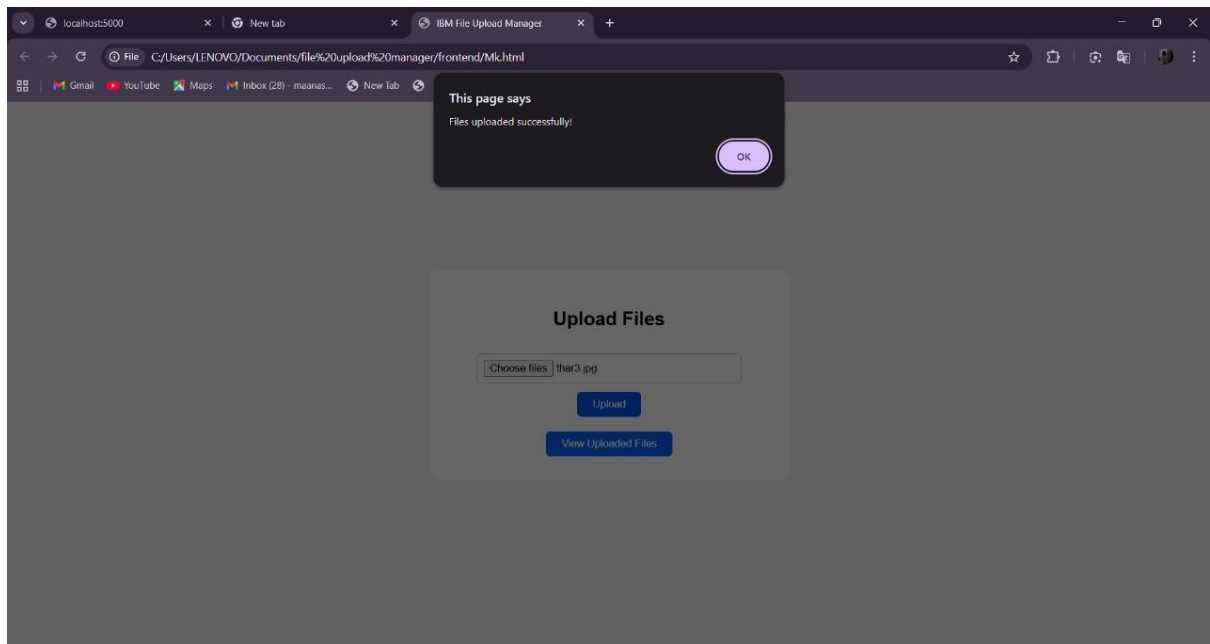 localhost:5000
New tab
IBM File Upload Manager
File
C:/Users/LENOVO/Documents/file%20upload%20manager/frontend/Mk.html
Gmail
YouTube
Maps
Inbox (28) - maanas...
New Tab
This page says
Files uploaded successfully!
OK
Upload Files
Choose files thar3.jpg
Upload
View Uploaded Files